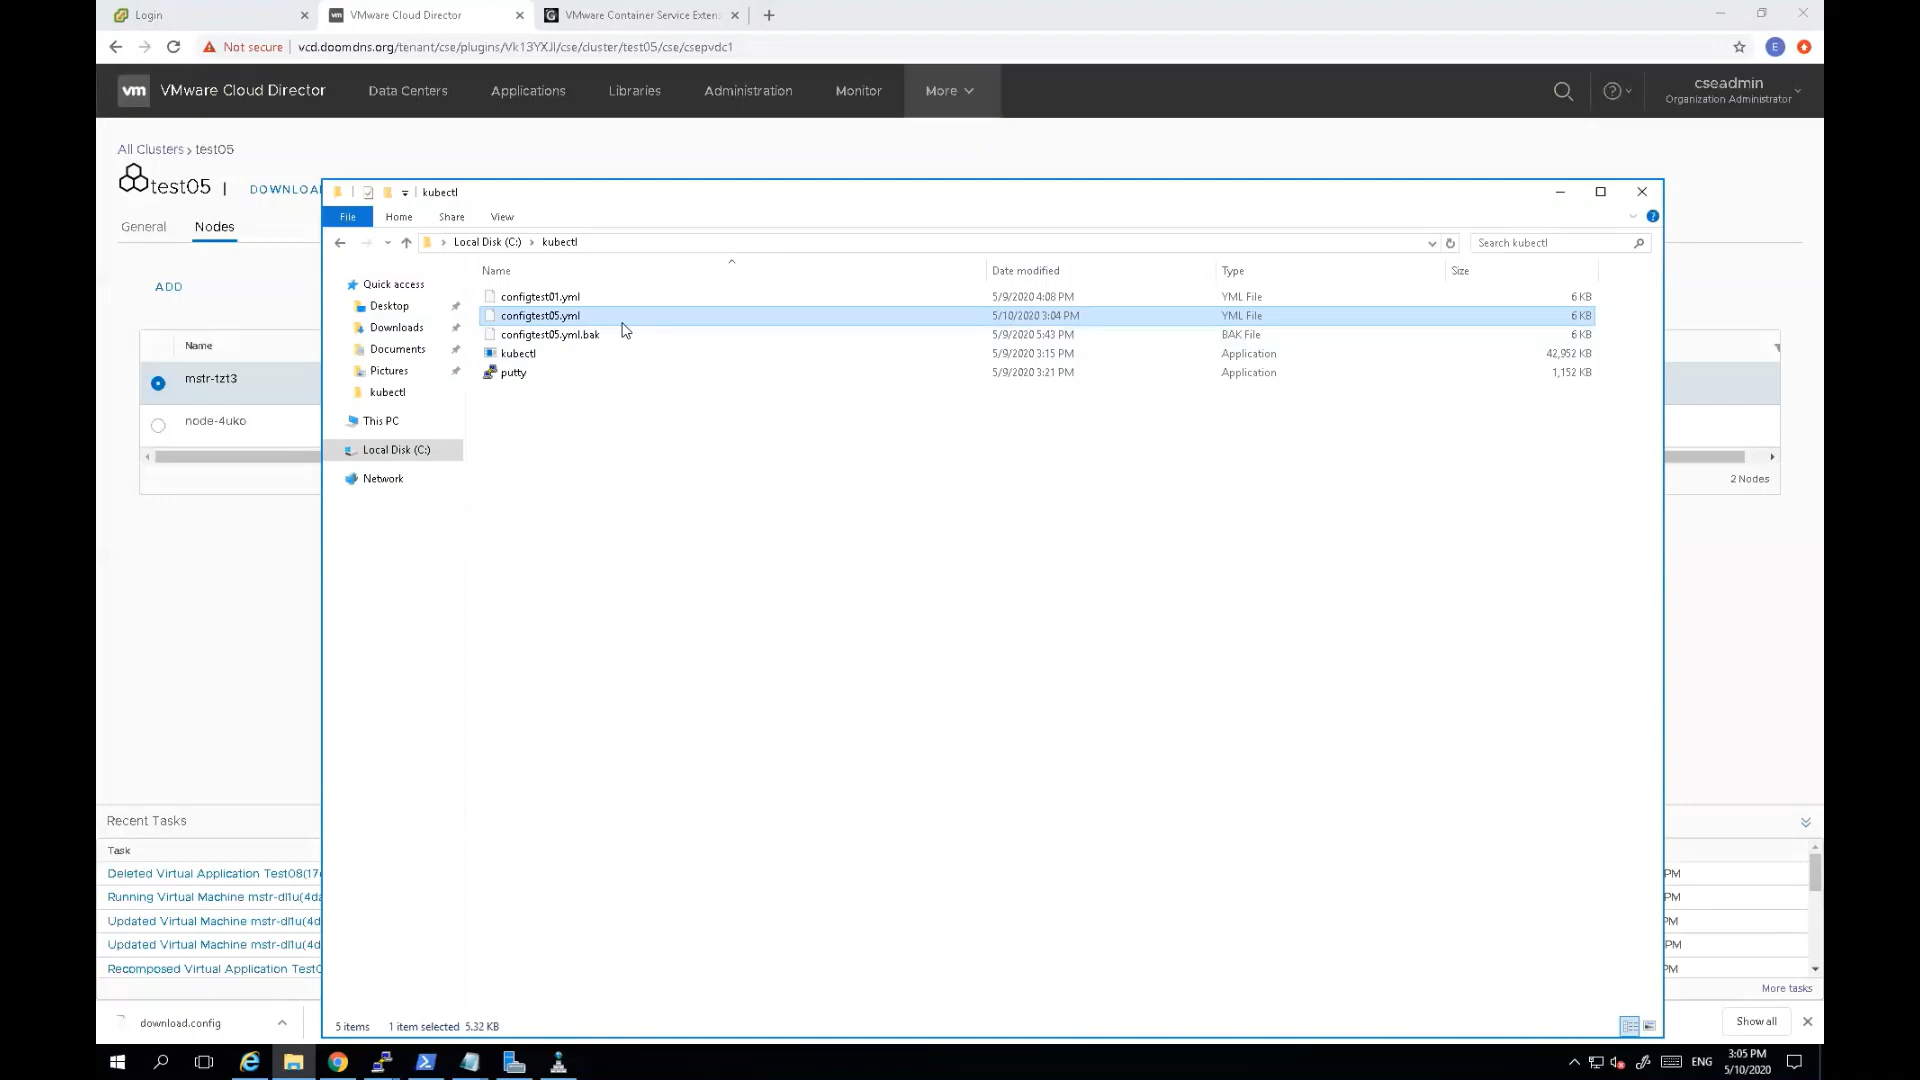 Login
VMware Cloud Director
VMware Container Service Exten
Not secure
vcd.doomdns.org/tenant/cse/plugins/Vk13YXJl/cse/cluster/test05/cse/csepvdc1
E
vm VMware Cloud Director
Data Centers
Applications
Libraries
Administration
Monitor
More
cseadmin
Organization Administrator
All Clusters > test05
test05 | DOWNLOA
General
Nodes
ADD
Name
mstr-tzt3
node-4uko
2 Nodes
kubectl
File
Home
Share
View
Local Disk (C:) > kubectl
Search kubectl
Quick access
Desktop
Downloads
Documents
Pictures
kubectl
This PC
Local Disk (C:)
Network
Name Date modified Type Size
configtest01.yml 5/9/2020 4:08 PM YML File 6 KB
configtest05.yml 5/10/2020 3:04 PM YML File 6 KB
configtest05.yml.bak 5/9/2020 5:43 PM BAK File 6 KB
kubectl 5/9/2020 3:15 PM Application 42,952 KB
putty 5/9/2020 3:21 PM Application 1,152 KB
5 items 1 item selected 5.32 KB
Recent Tasks
Task
Deleted Virtual Application Test08(17 PM
Running Virtual Machine mstr-dl1u(4da PM
Updated Virtual Machine mstr-dl1u(4d PM
Updated Virtual Machine mstr-dl1u(4d PM
Recomposed Virtual Application Test0 PM
More tasks
download.config
Show all
ENG
3:05 PM
5/10/2020